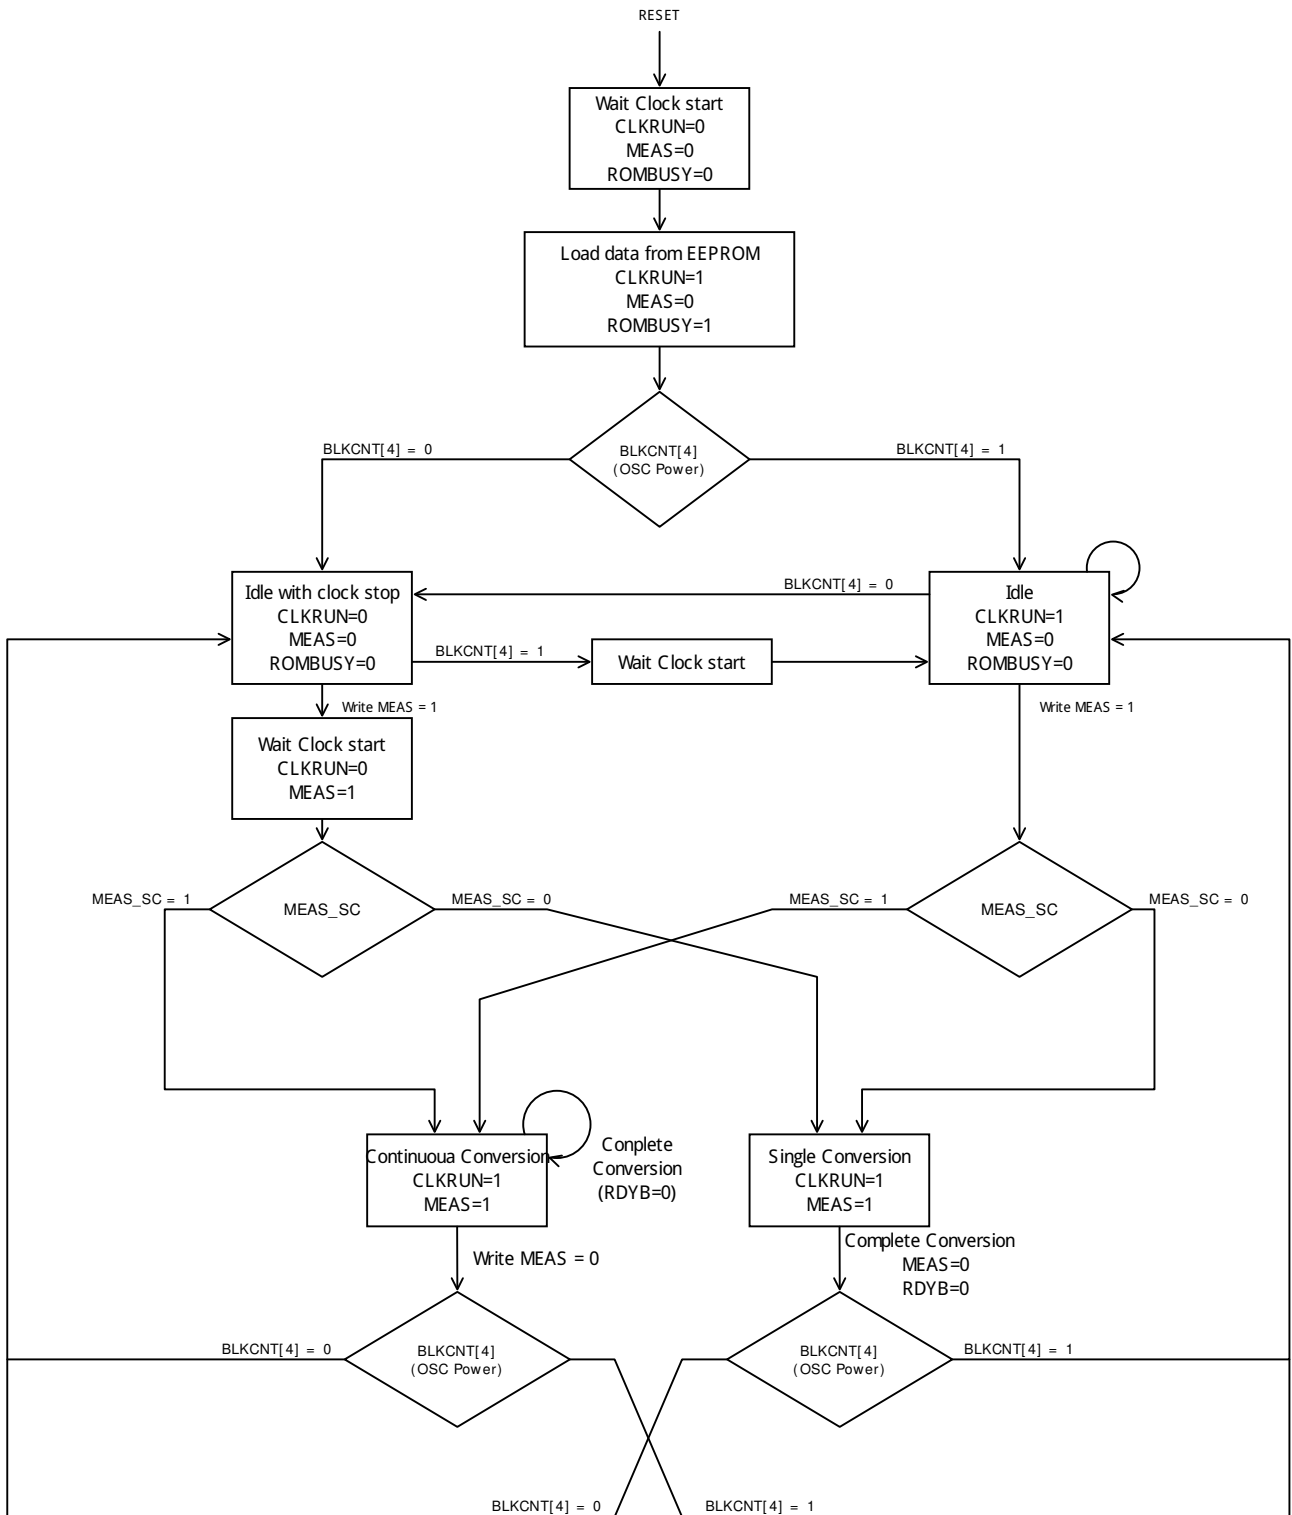 RESET
Wait Clock start
CLKRUN=0
MEAS=0
ROMBUSY=0
Load data from EEPROM
CLKRUN=1
MEAS=0
ROMBUSY=1
BLKCNT[4] = 0
BLKCNT[4]
(OSC Power)
BLKCNT[4] = 1
Idle with clock stop
CLKRUN=0
MEAS=0
ROMBUSY=0
BLKCNT[4] = 0
Idle
CLKRUN=1
MEAS=0
ROMBUSY=0
BLKCNT[4] = 1
Wait Clock start
Write MEAS = 1
Write MEAS = 1
Wait Clock start
CLKRUN=0
MEAS=1
MEAS_SC = 1
MEAS_SC
MEAS_SC = 0
MEAS_SC = 1
MEAS_SC
MEAS_SC = 0
Continuoua Conversion
CLKRUN=1
MEAS=1
Conplete
Conversion
(RDYB=0)
Single Conversion
CLKRUN=1
MEAS=1
Write MEAS = 0
Complete Conversion
MEAS=0
RDYB=0
BLKCNT[4] = 0
BLKCNT[4]
(OSC Power)
BLKCNT[4]
(OSC Power)
BLKCNT[4] = 1
BLKCNT[4] = 0
BLKCNT[4] = 1